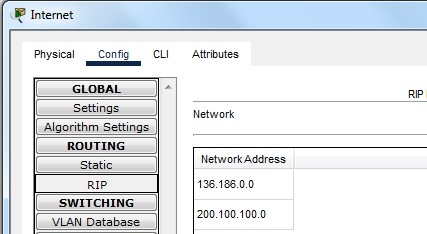 Internet
Physical Config CLI Attributes
GLOBAL
Settings
Algorithm Settings
ROUTING
Static
RIP
SWITCHING
VLAN Database
RIP
Network
Network Address
136.186.0.0
200.100.100.0